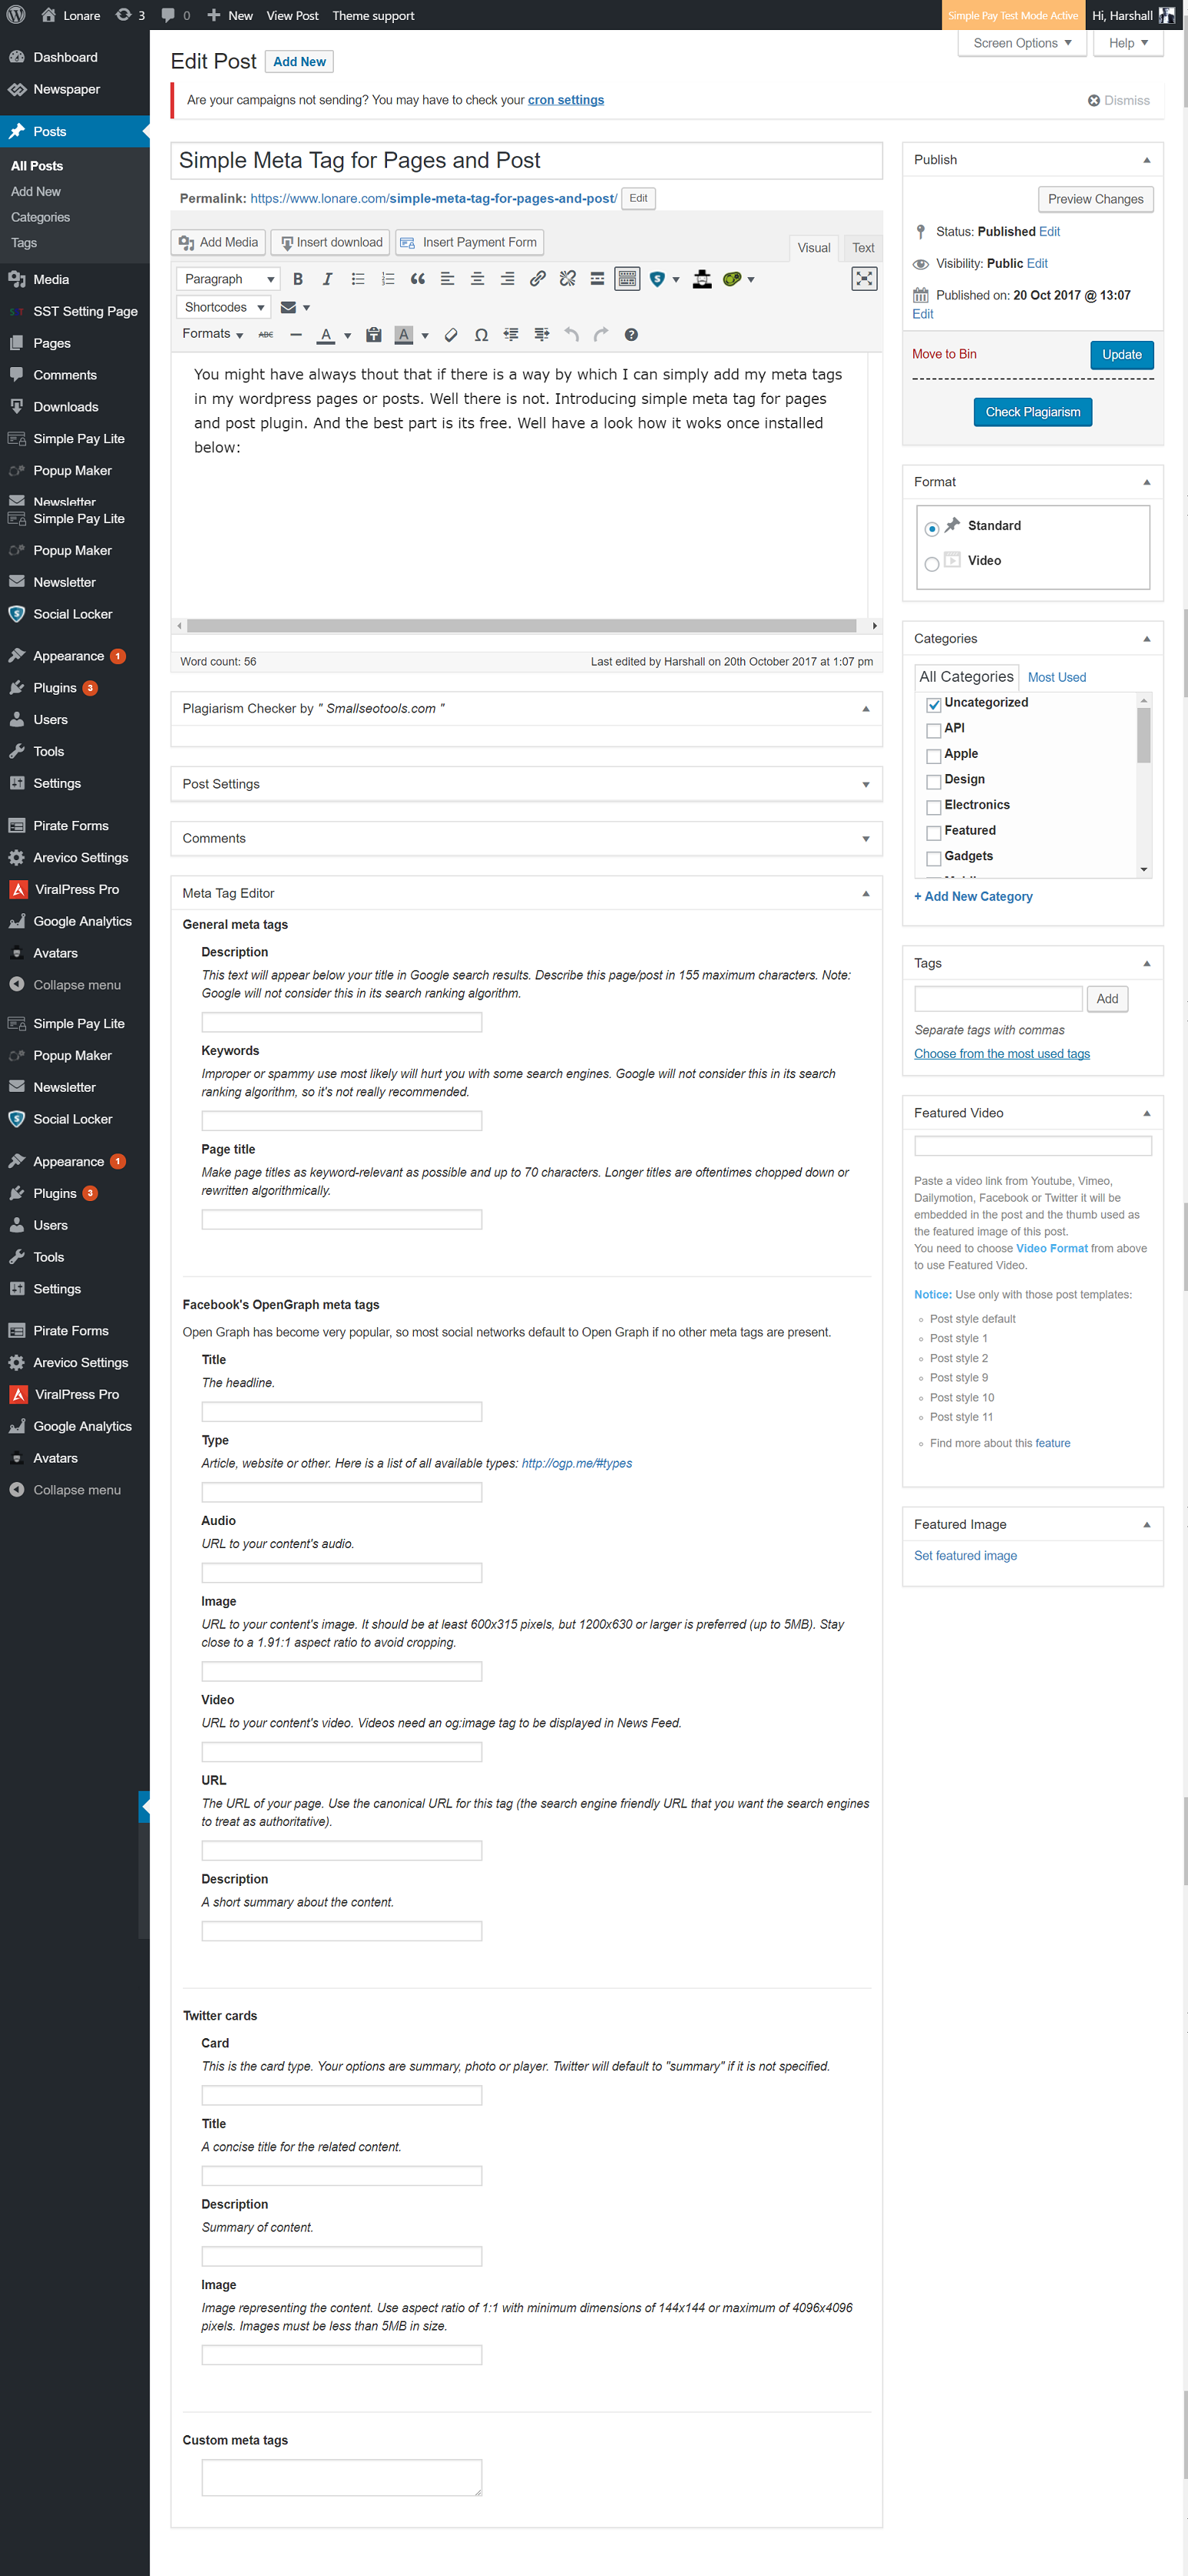 Lonare 3 0 New View Post Theme support Simple Pay Test Mode Active Hi, Harshall
Screen Options Help
Dashboard
Newspaper
Posts
All Posts
Add New
Categories
Tags
Media
SST Setting Page
Pages
Comments
Downloads
Simple Pay Lite
Popup Maker
Newsletter
Simple Pay Lite
Popup Maker
Newsletter
Social Locker
Appearance 1
Plugins 3
Users
Tools
Settings
Pirate Forms
Arevico Settings
ViralPress Pro
Google Analytics
Avatars
Collapse menu
Simple Pay Lite
Popup Maker
Newsletter
Social Locker
Appearance 1
Plugins 3
Users
Tools
Settings
Pirate Forms
Arevico Settings
ViralPress Pro
Google Analytics
Avatars
Collapse menu
Edit Post Add New
Are your campaigns not sending? You may have to check your cron settings Dismiss
Simple Meta Tag for Pages and Post
Permalink: https://www.lonare.com/simple-meta-tag-for-pages-and-post/ Edit
Add Media Insert download Insert Payment Form Visual Text
Paragraph B I
Shortcodes
Formats ABC A A Ω
You might have always thout that if there is a way by which I can simply add my meta tags
in my wordpress pages or posts. Well there is not. Introducing simple meta tag for pages
and post plugin. And the best part is its free. Well have a look how it woks once installed
below:
Word count: 56 Last edited by Harshall on 20th October 2017 at 1:07 pm
Plagiarism Checker by " Smallseotools.com "
Post Settings
Comments
Meta Tag Editor
General meta tags
Description
This text will appear below your title in Google search results. Describe this page/post in 155 maximum characters. Note:
Google will not consider this in its search ranking algorithm.
Keywords
Improper or spammy use most likely will hurt you with some search engines. Google will not consider this in its search
ranking algorithm, so it's not really recommended.
Page title
Make page titles as keyword-relevant as possible and up to 70 characters. Longer titles are oftentimes chopped down or
rewritten algorithmically.
Facebook's OpenGraph meta tags
Open Graph has become very popular, so most social networks default to Open Graph if no other meta tags are present.
Title
The headline.
Type
Article, website or other. Here is a list of all available types: http://ogp.me/#types
Audio
URL to your content's audio.
Image
URL to your content's image. It should be at least 600x315 pixels, but 1200x630 or larger is preferred (up to 5MB). Stay
close to a 1.91:1 aspect ratio to avoid cropping.
Video
URL to your content's video. Videos need an og:image tag to be displayed in News Feed.
URL
The URL of your page. Use the canonical URL for this tag (the search engine friendly URL that you want the search engines
to treat as authoritative).
Description
A short summary about the content.
Twitter cards
Card
This is the card type. Your options are summary, photo or player. Twitter will default to "summary" if it is not specified.
Title
A concise title for the related content.
Description
Summary of content.
Image
Image representing the content. Use aspect ratio of 1:1 with minimum dimensions of 144x144 or maximum of 4096x4096
pixels. Images must be less than 5MB in size.
Custom meta tags
Publish
Preview Changes
Status: Published Edit
Visibility: Public Edit
Published on: 20 Oct 2017 @ 13:07
Edit
Move to Bin Update
Check Plagiarism
Format
Standard
Video
Categories
All Categories Most Used
Uncategorized
API
Apple
Design
Electronics
Featured
Gadgets
+ Add New Category
Tags
Add
Separate tags with commas
Choose from the most used tags
Featured Video
Paste a video link from Youtube, Vimeo,
Dailymotion, Facebook or Twitter it will be
embedded in the post and the thumb used as
the featured image of this post.
You need to choose Video Format from above
to use Featured Video.
Notice: Use only with those post templates:
Post style default
Post style 1
Post style 2
Post style 9
Post style 10
Post style 11
Find more about this feature
Featured Image
Set featured image